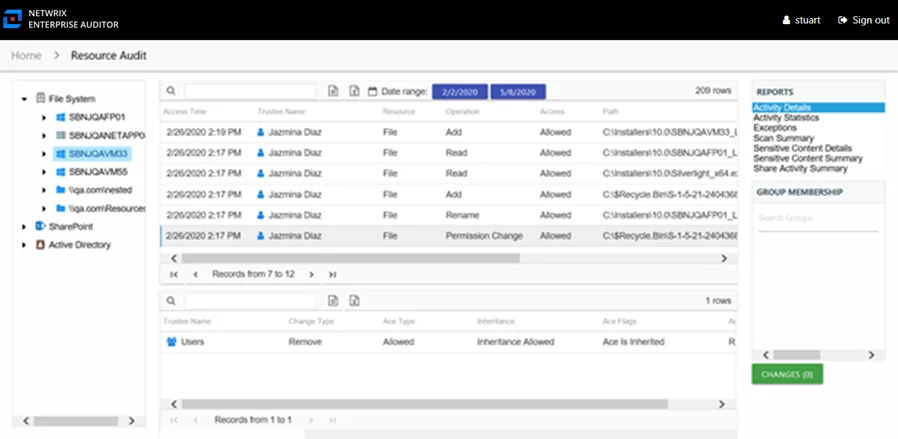 NETWRIX
ENTERPRISE AUDITOR
stuart Sign out
Home > Resource Audit
File System
SBNJQAFP01
SBNJQANETAPP0
SBNJQAVM33
SBNJQAVM55
\\qa.com\nested
\\qa.com\Resources
SharePoint
Active Directory
Date range: 2/2/2020 5/8/2020 209 rows
Access Time Trustee Name Resource Operation Access Path
2/26/2020 2:19 PM Jazmina Diaz File Add Allowed C:\Installers\10.0\SBNJQAVM33_L
2/26/2020 2:17 PM Jazmina Diaz File Read Allowed C:\Installers\10.0\SBNJQAFP01_L
2/26/2020 2:17 PM Jazmina Diaz File Read Allowed C:\Installers\10.0\Silverlight_x64.ex
2/26/2020 2:17 PM Jazmina Diaz File Add Allowed C:\$Recycle.Bin\S-1-5-21-2404368
2/26/2020 2:17 PM Jazmina Diaz File Rename Allowed C:\Installers\10.0\SBNJQAFP01_L
2/26/2020 2:17 PM Jazmina Diaz File Permission Change Allowed C:\$Recycle.Bin\S-1-5-21-2404368
Records from 7 to 12
1 rows
Trustee Name Change Type Ace Type Inheritance Ace Flags Ac
Users Remove Allowed Inheritance Allowed Ace Is Inherited R
Records from 1 to 1
REPORTS
Activity Details
Activity Statistics
Exceptions
Scan Summary
Sensitive Content Details
Sensitive Content Summary
Share Activity Summary
GROUP MEMBERSHIP
Search Groups
CHANGES (0)